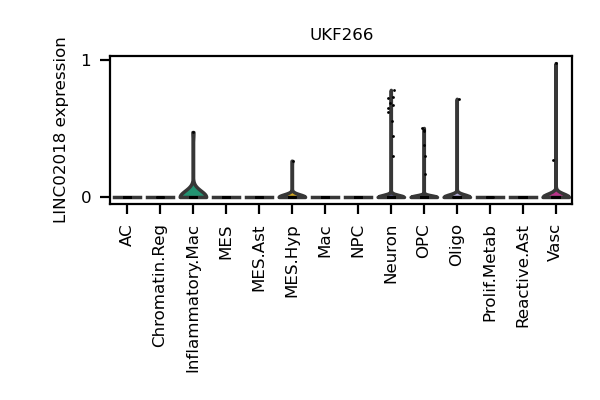 UKF266
LINC02018 expression
1
0
AC
Chromatin.Reg
Inflammatory.Mac
MES
MES.Ast
MES.Hyp
Mac
NPC
Neuron
OPC
Oligo
Prolif.Metab
Reactive.Ast
Vasc